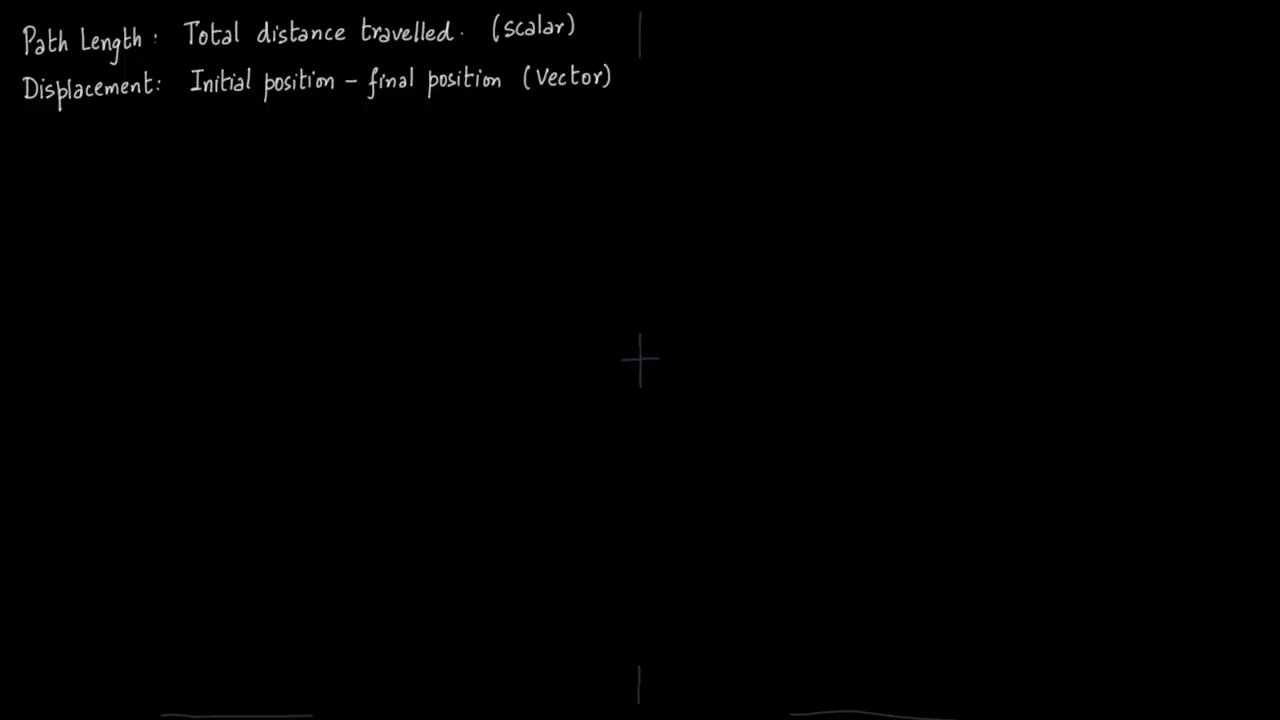 Path Length: Total distance travelled. (scalar)
Displacement: Initial position - final position (Vector)